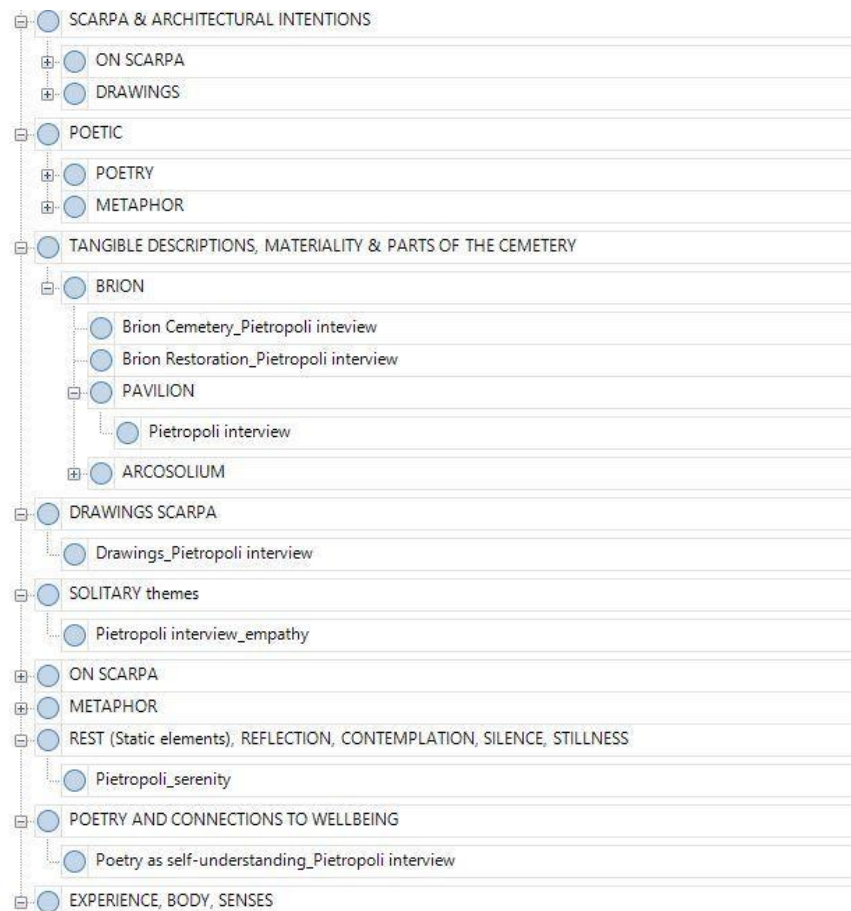 SCARPA & ARCHITECTURAL INTENTIONS
ON SCARPA
DRAWINGS
POETIC
POETRY
METAPHOR
TANGIBLE DESCRIPTIONS, MATERIALITY & PARTS OF THE CEMETERY
BRION
Brion Cemetery_Pietropoli inteview
Brion Restoration_Pietropoli interview
PAVILION
Pietropoli interview
ARCOSOLIUM
DRAWINGS SCARPA
Drawings_Pietropoli interview
SOLITARY themes
Pietropoli interview_empathy
ON SCARPA
METAPHOR
REST (Static elements), REFLECTION, CONTEMPLATION, SILENCE, STILLNESS
Pietropoli_serenity
POETRY AND CONNECTIONS TO WELLBEING
Poetry as self-understanding_Pietropoli interview
EXPERIENCE, BODY, SENSES